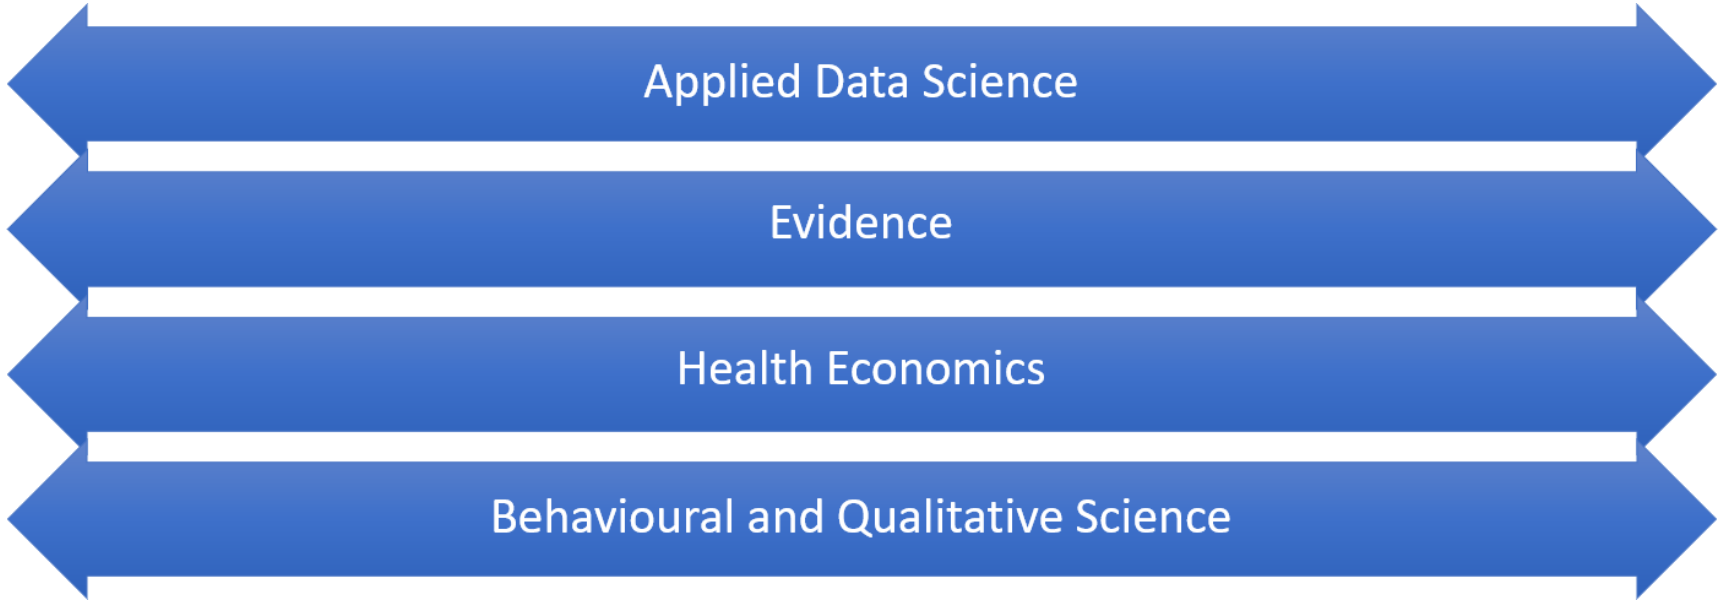 Applied Data Science
Evidence
Health Economics
Behavioural and Qualitative Science